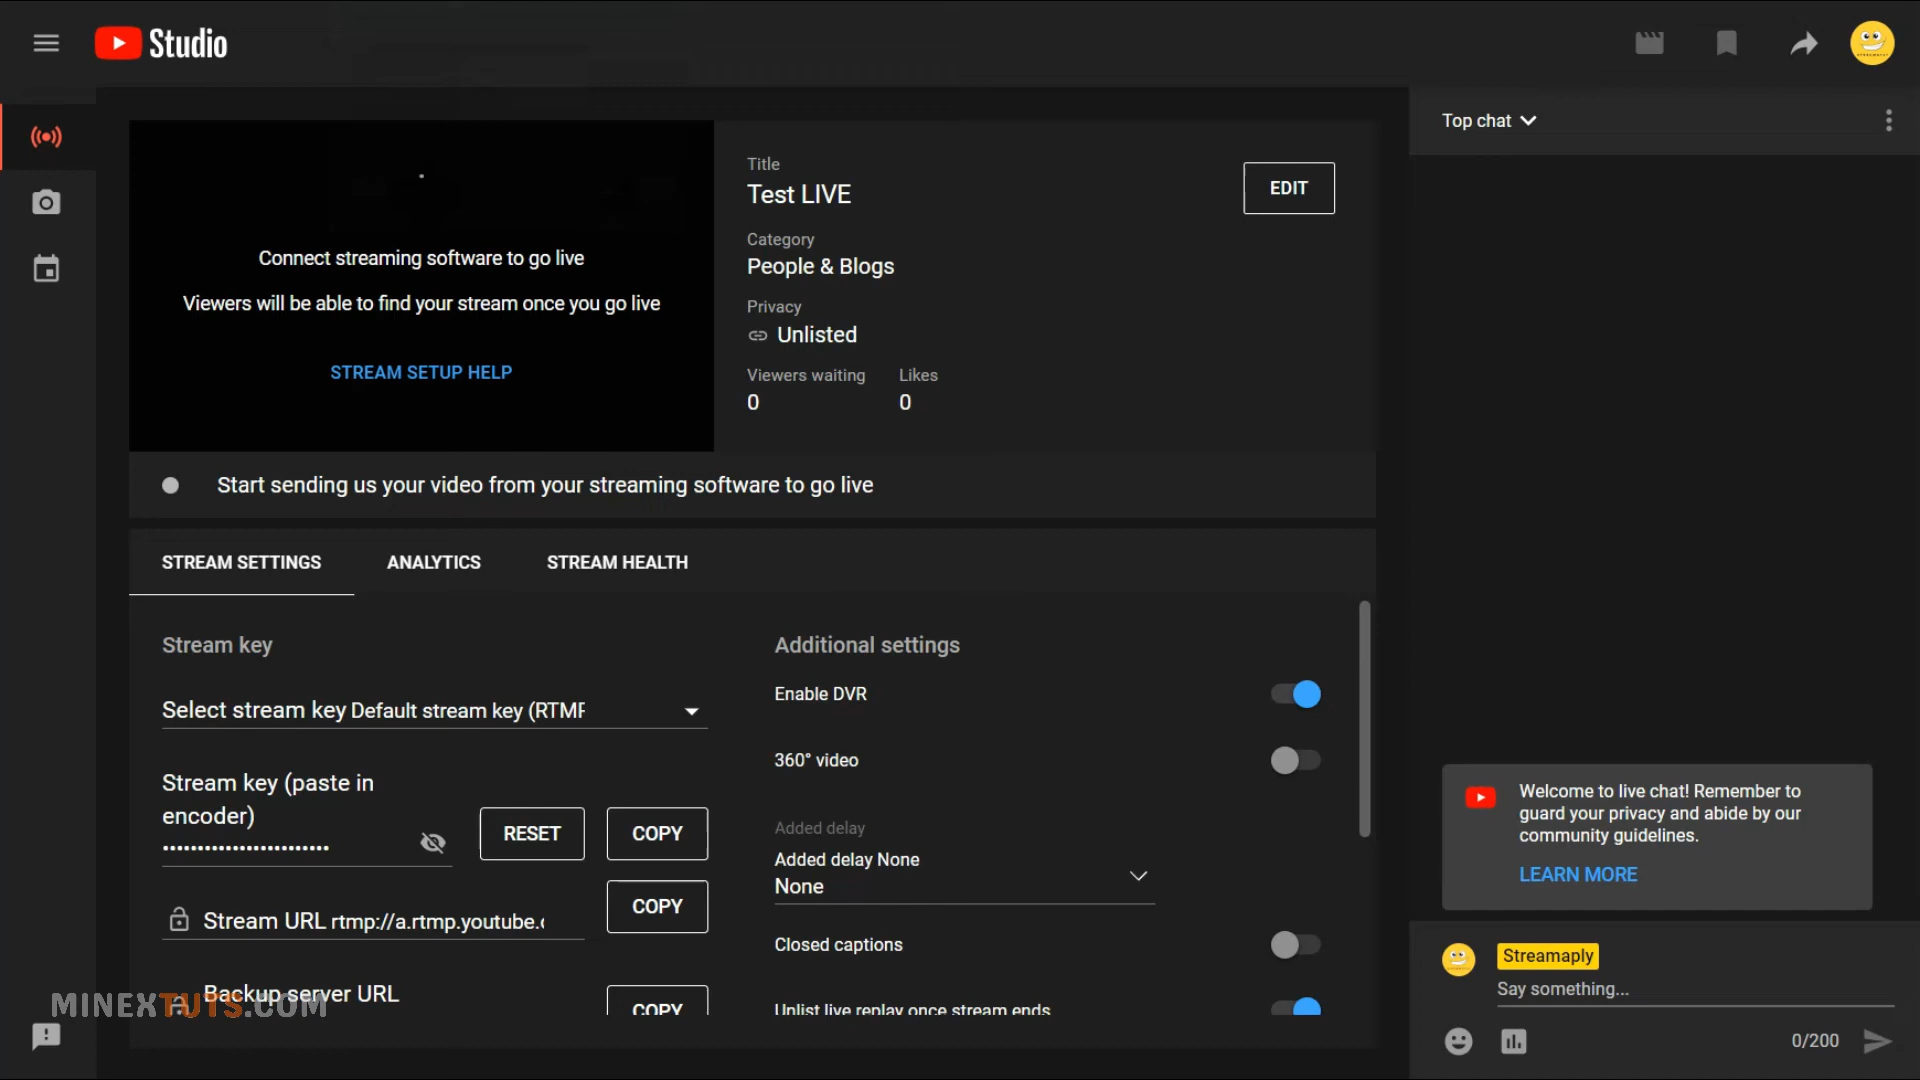 Studio
Top chat
Title
Test LIVE
EDIT
Category
People & Blogs
Privacy
Unlisted
Viewers waiting
Likes
0
0
Connect streaming software to go live
Viewers will be able to find your stream once you go live
STREAM SETUP HELP
Start sending us your video from your streaming software to go live
STREAM SETTINGS
ANALYTICS
STREAM HEALTH
Stream key
Select stream key Default stream key (RTMP
Stream key (paste in
encoder)
••••••••••••••••••••••••
RESET
COPY
Stream URL rtmp://a.rtmp.youtube.c
COPY
Backup server URL
COPY
MINEXTUTS.COM
Additional settings
Enable DVR
360° video
Added delay
Added delay None
None
Closed captions
Unlist live replay once stream ends
Welcome to live chat! Remember to
guard your privacy and abide by our
community guidelines.
LEARN MORE
Streamaply
Say something...
0/200